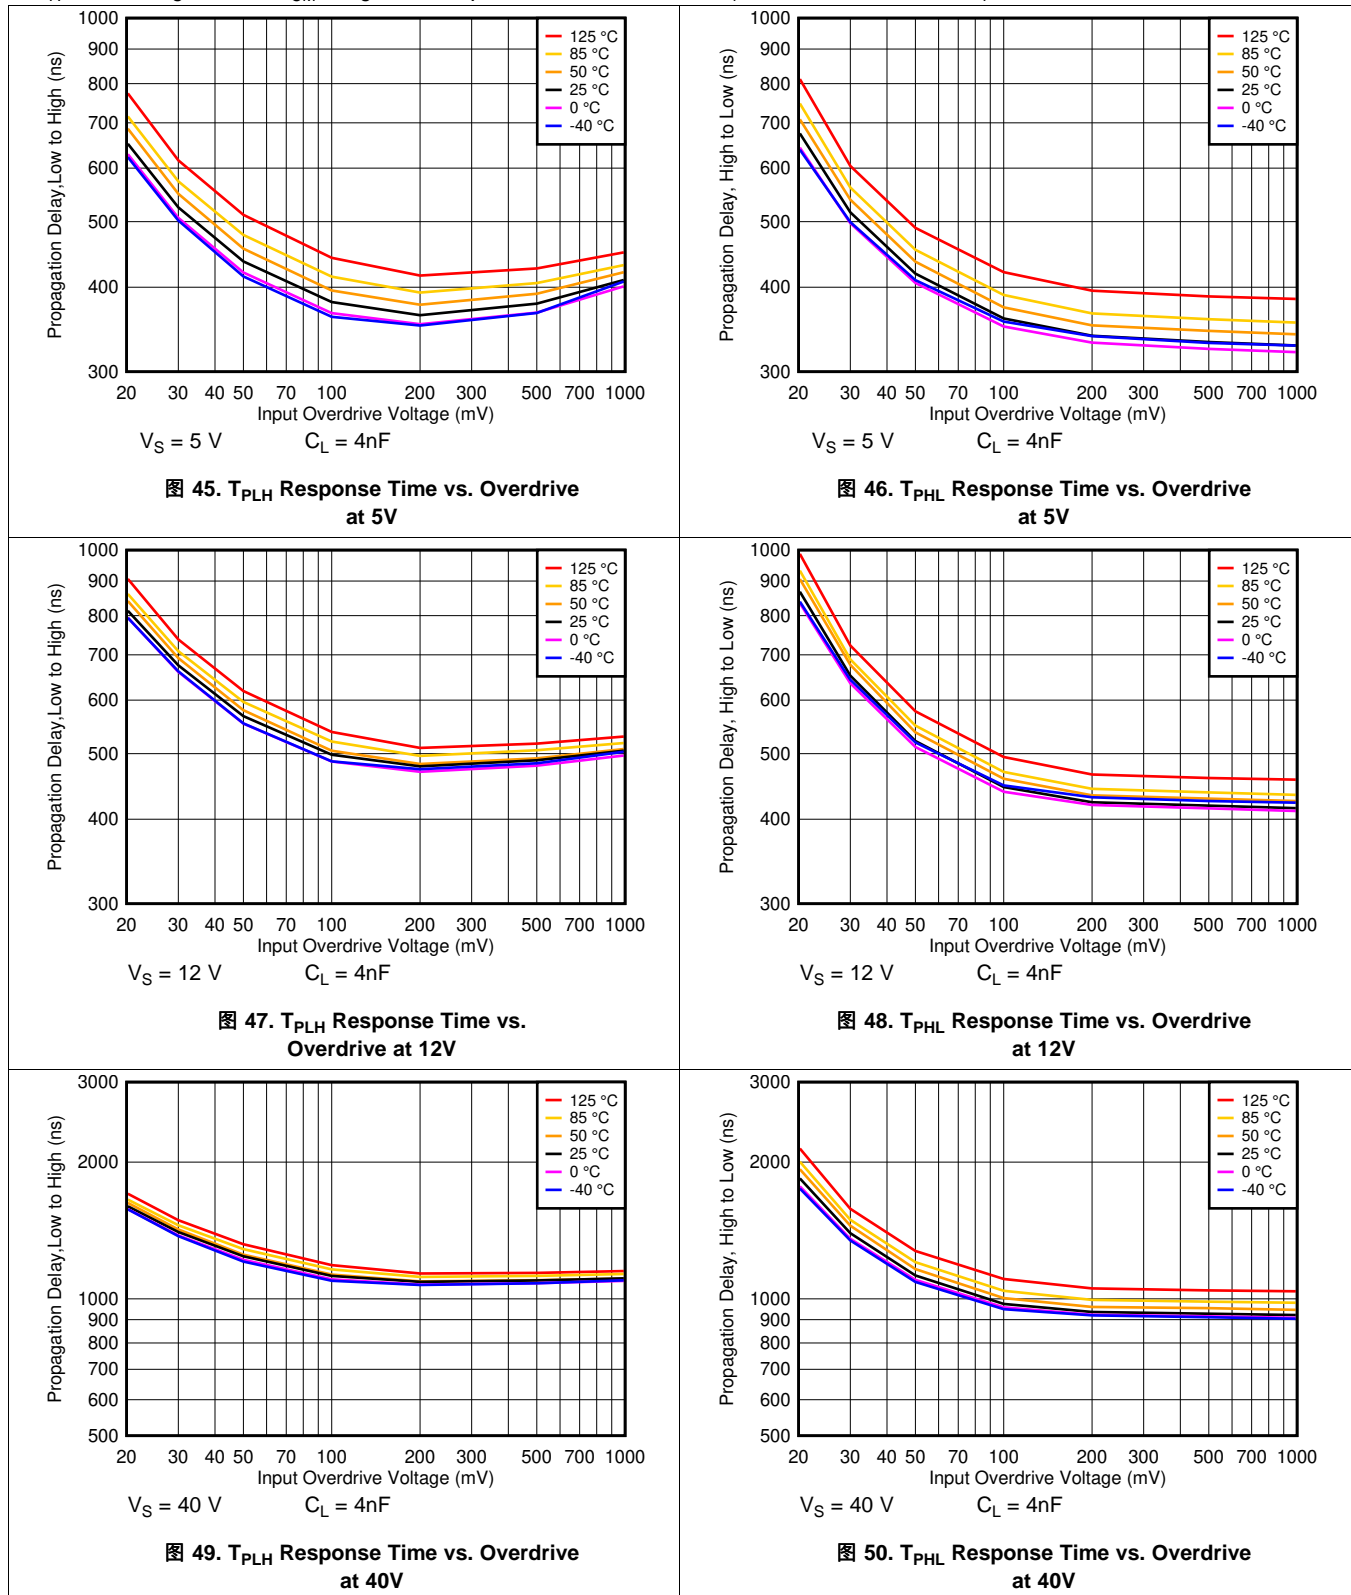 1000
900
800
700
600
500
400
300
20 30 50 70 100 200 300 500 700 1000
Propagation Delay,Low to High (ns)
Input Overdrive Voltage (mV)
125 °C
85 °C
50 °C
25 °C
0 °C
-40 °C
VS = 5 V CL = 4nF
图 45. TPLH Response Time vs. Overdrive
at 5V
1000
900
800
700
600
500
400
300
20 30 50 70 100 200 300 500 700 1000
Propagation Delay, High to Low (ns)
Input Overdrive Voltage (mV)
125 °C
85 °C
50 °C
25 °C
0 °C
-40 °C
VS = 5 V CL = 4nF
图 46. TPHL Response Time vs. Overdrive
at 5V
1000
900
800
700
600
500
400
300
20 30 50 70 100 200 300 500 700 1000
Propagation Delay,Low to High (ns)
Input Overdrive Voltage (mV)
125 °C
85 °C
50 °C
25 °C
0 °C
-40 °C
VS = 12 V CL = 4nF
图 47. TPLH Response Time vs.
Overdrive at 12V
1000
900
800
700
600
500
400
300
20 30 50 70 100 200 300 500 700 1000
Propagation Delay, High to Low (ns)
Input Overdrive Voltage (mV)
125 °C
85 °C
50 °C
25 °C
0 °C
-40 °C
VS = 12 V CL = 4nF
图 48. TPHL Response Time vs. Overdrive
at 12V
3000
2000
1000
900
800
700
600
500
20 30 50 70 100 200 300 500 700 1000
Propagation Delay,Low to High (ns)
Input Overdrive Voltage (mV)
125 °C
85 °C
50 °C
25 °C
0 °C
-40 °C
VS = 40 V CL = 4nF
图 49. TPLH Response Time vs. Overdrive
at 40V
3000
2000
1000
900
800
700
600
500
20 30 50 70 100 200 300 500 700 1000
Propagation Delay, High to Low (ns)
Input Overdrive Voltage (mV)
125 °C
85 °C
50 °C
25 °C
0 °C
-40 °C
VS = 40 V CL = 4nF
图 50. TPHL Response Time vs. Overdrive
at 40V